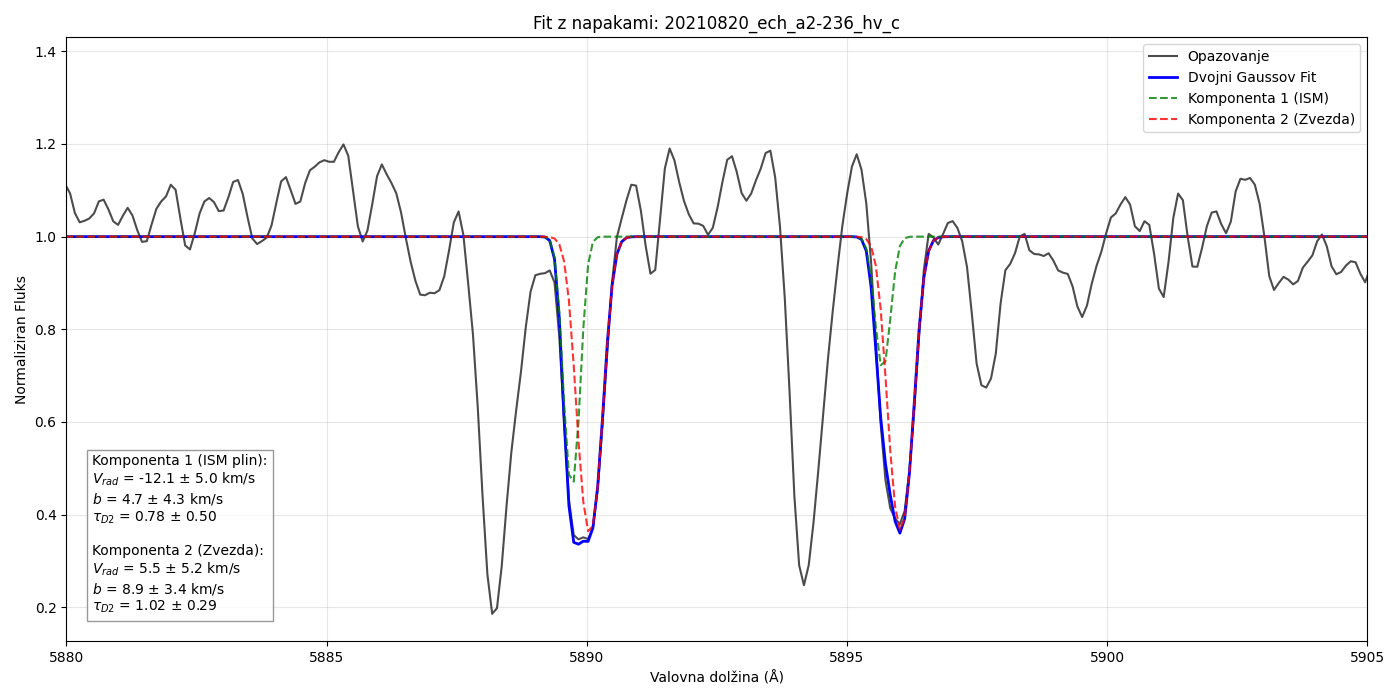 Fit z napakami: 20210820_ech_a2-236_hv_c
Normaliziran Fluks
1.4
1.2
1.0
0.8
0.6
0.4
0.2
Opazovanje
Dvojni Gaussov Fit
Komponenta 1 (ISM)
Komponenta 2 (Zvezda)
Komponenta 1 (ISM plin):
V_rad = -12.1 ± 5.0 km/s
b = 4.7 ± 4.3 km/s
τ_D2 = 0.78 ± 0.50
Komponenta 2 (Zvezda):
V_rad = 5.5 ± 5.2 km/s
b = 8.9 ± 3.4 km/s
τ_D2 = 1.02 ± 0.29
5880 5885 5890 5895 5900 5905
Valovna dolžina (Å)